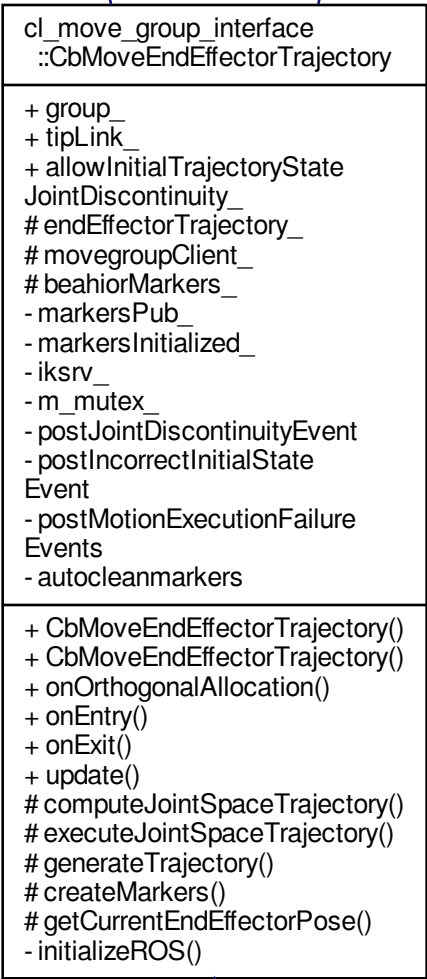 cl_move_group_interface
::CbMoveEndEffectorTrajectory
+ group_
+ tipLink_
+ allowInitialTrajectoryState
JointDiscontinuity_
# endEffectorTrajectory_
# movegroupClient_
# beahiorMarkers_
- markersPub_
- markersInitialized_
- iksrv_
- m_mutex_
- postJointDiscontinuityEvent
- postIncorrectInitialState
Event
- postMotionExecutionFailure
Events
- autocleanmarkers
+ CbMoveEndEffectorTrajectory()
+ CbMoveEndEffectorTrajectory()
+ onOrthogonalAllocation()
+ onEntry()
+ onExit()
+ update()
# computeJointSpaceTrajectory()
# executeJointSpaceTrajectory()
# generateTrajectory()
# createMarkers()
# getCurrentEndEffectorPose()
- initializeROS()